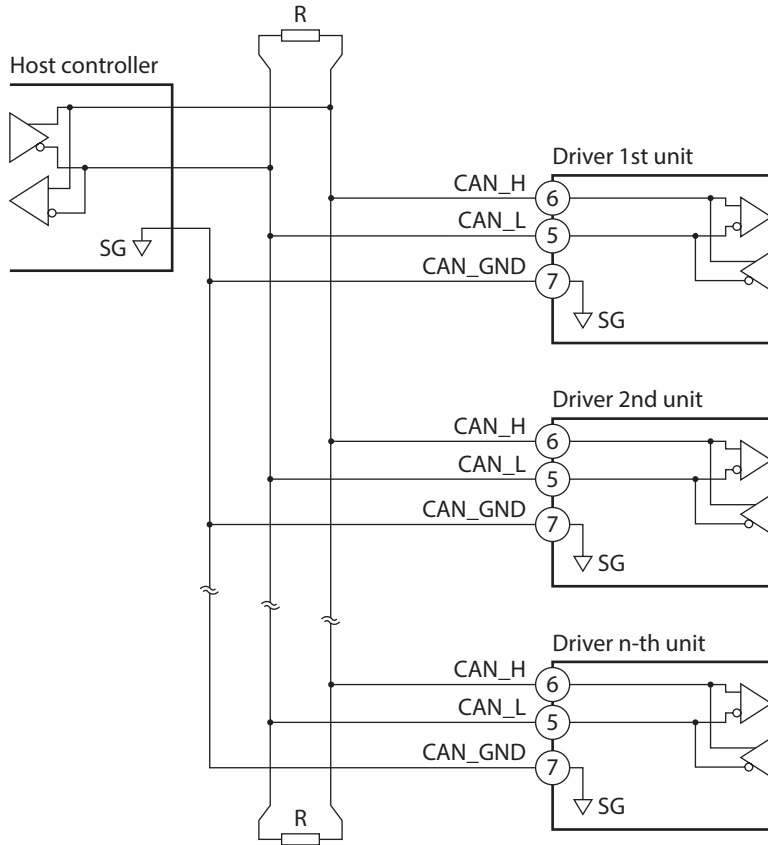 R
Host controller
SG
Driver 1st unit
CAN_H
6
CAN_L
5
CAN_GND
7
SG
Driver 2nd unit
CAN_H
6
CAN_L
5
CAN_GND
7
SG
Driver n-th unit
CAN_H
6
CAN_L
5
CAN_GND
7
SG
R